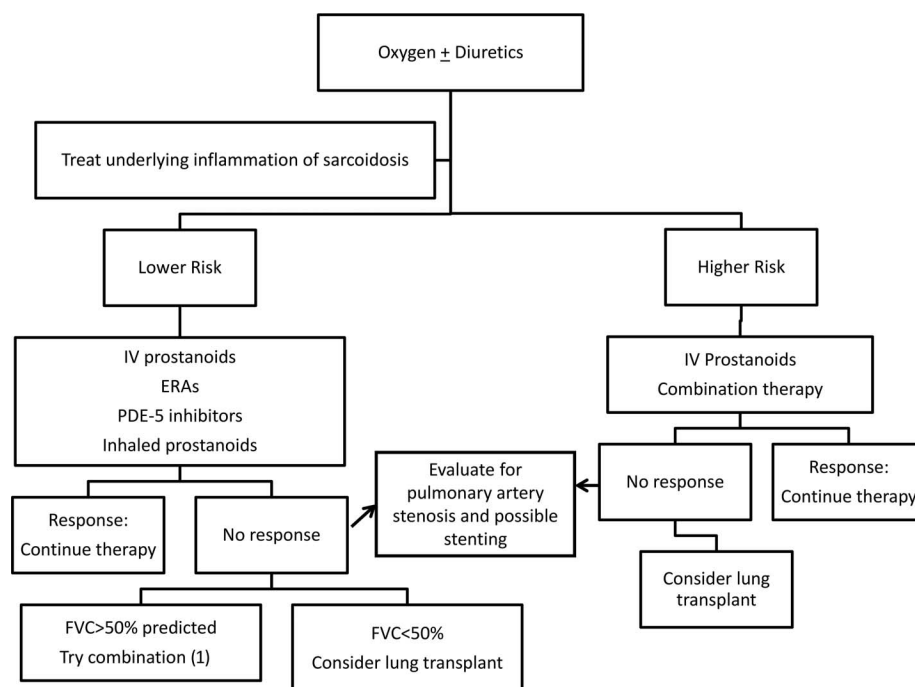 Oxygen ± Diuretics
Treat underlying inflammation of sarcoidosis
Lower Risk
Higher Risk
IV prostanoids
ERAs
PDE-5 inhibitors
Inhaled prostanoids
IV Prostanoids
Combination therapy
Response:
Continue therapy
No response
Evaluate for
pulmonary artery
stenosis and possible
stenting
No response
Response:
Continue therapy
FVC>50% predicted
Try combination (1)
FVC<50%
Consider lung transplant
Consider lung
transplant